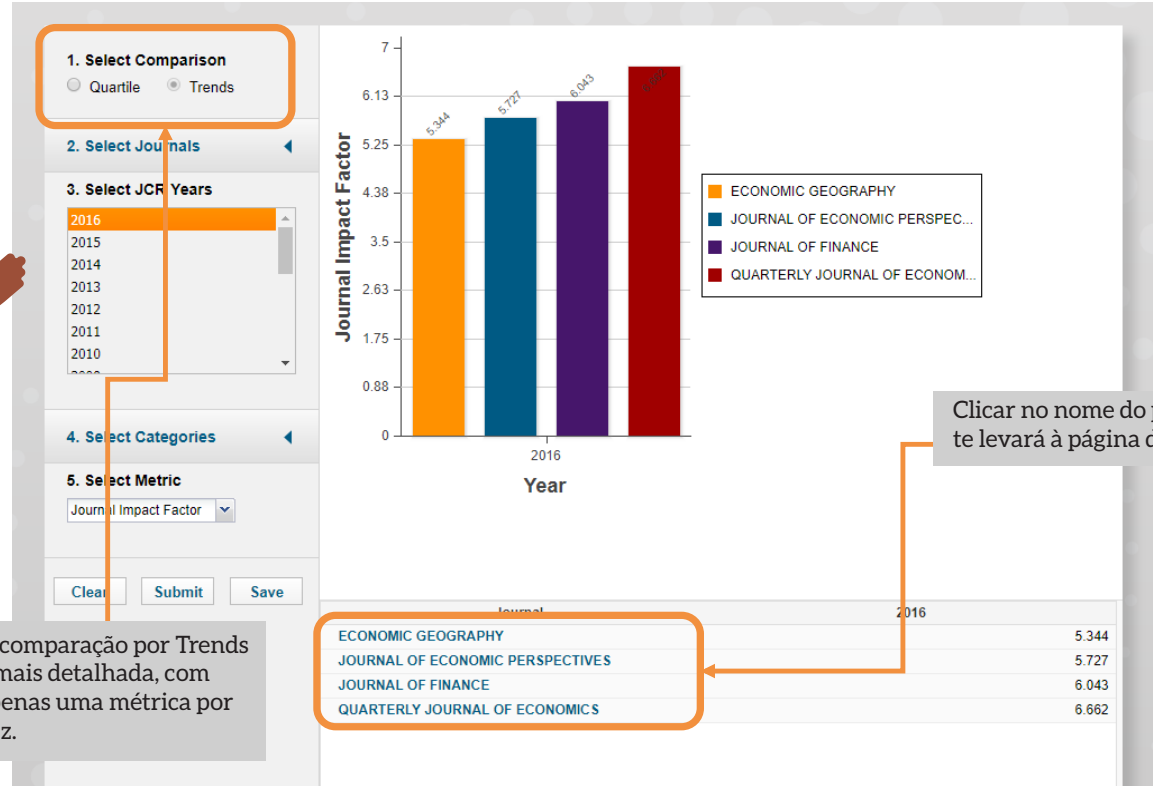 1. Select Comparison
Quartile Trends
2. Select Journals
3. Select JCR Years
2016
2015
2014
2013
2012
2011
2010
4. Select Categories
5. Select Metric
Journal Impact Factor
Clear Submit Save
comparação por Trends
mais detalhada, com
penas uma métrica por
z.
Journal Impact Factor
7
6.13
5.25
4.38
3.5
2.63
1.75
0.88
0
5.344
5.727
6.043
2016
Year
ECONOMIC GEOGRAPHY
JOURNAL OF ECONOMIC PERSPEC...
JOURNAL OF FINANCE
QUARTERLY JOURNAL OF ECONOM...
Clicar no nome do
te levará à página
Journal 2016
ECONOMIC GEOGRAPHY 5.344
JOURNAL OF ECONOMIC PERSPECTIVES 5.727
JOURNAL OF FINANCE 6.043
QUARTERLY JOURNAL OF ECONOMICS 6.662